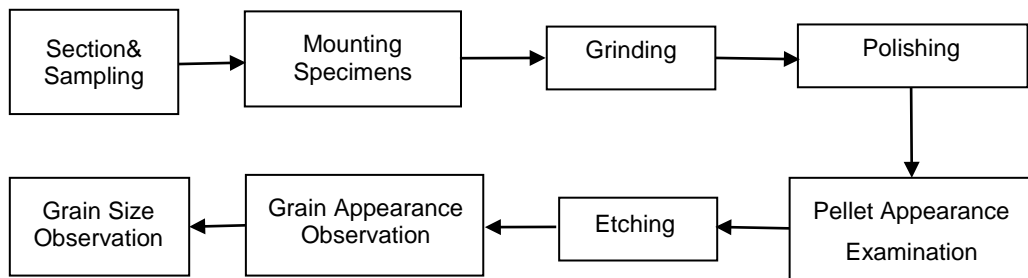 Section&
Sampling
Mounting
Specimens
Grinding
Polishing
Pellet Appearance
Examination
Etching
Grain Appearance
Observation
Grain Size
Observation